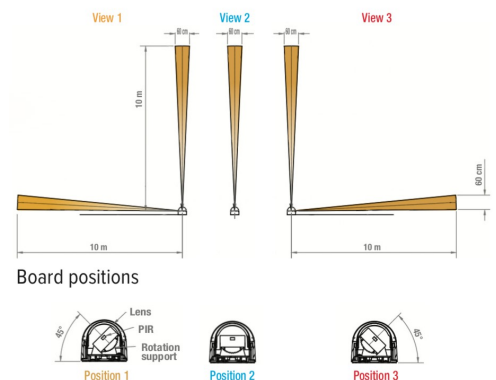 View 1
View 2
View 3
60 cm
60 cm
60 cm
10 m
60 cm
10 m
10 m
Board positions
45°
Lens
PIR
Rotation
support
45°
Position 1
Position 2
Position 3